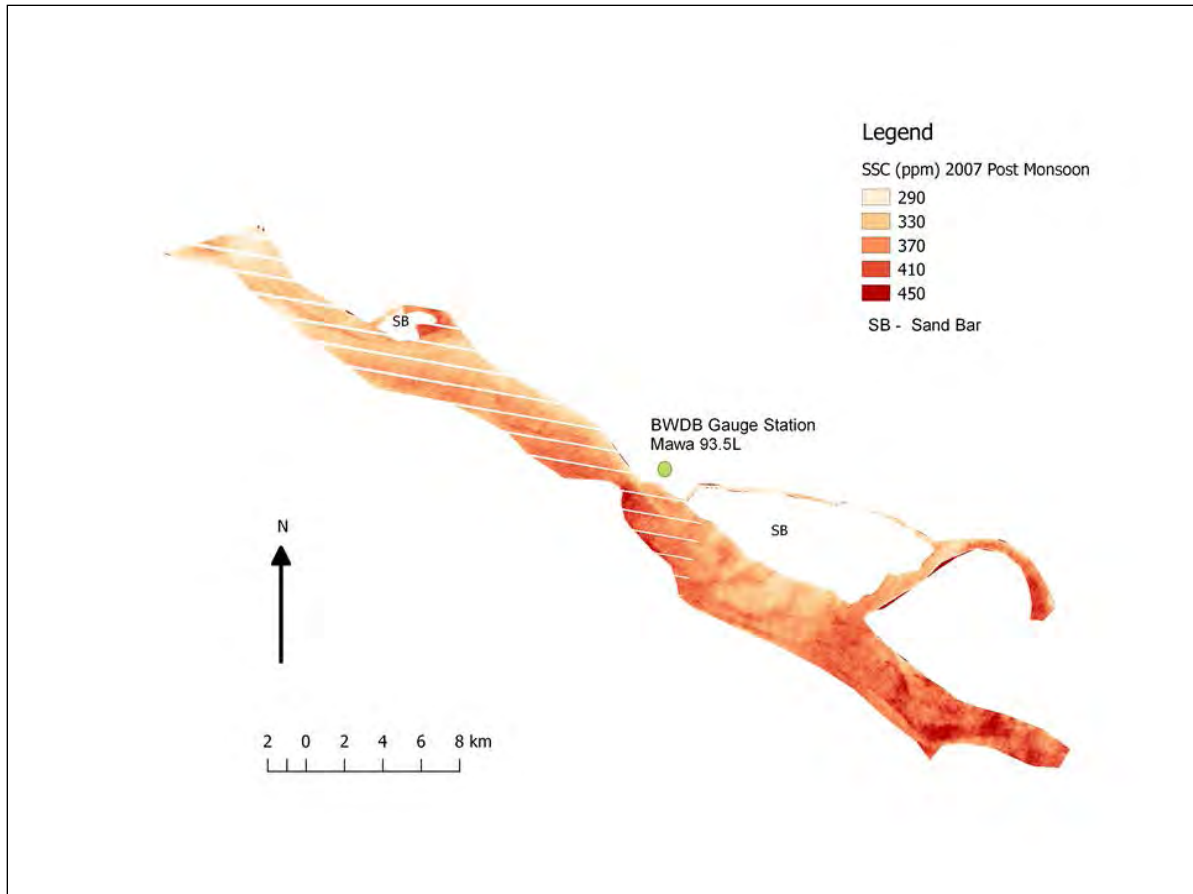 Legend
SSC (ppm) 2007 Post Monsoon
290
330
370
410
450
SB - Sand Bar
SB
BWDB Gauge Station
Mawa 93.5L
SB
N
2 0 2 4 6 8 km